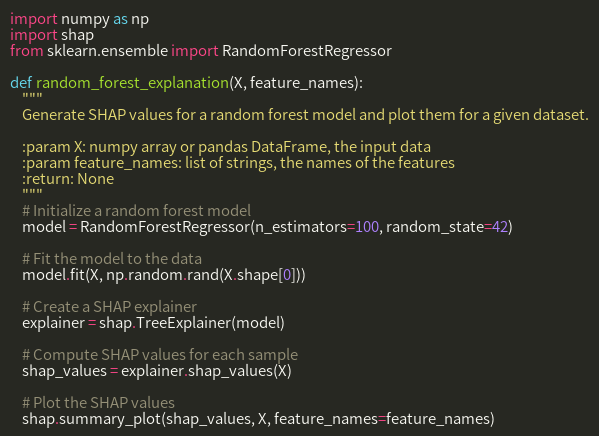 import numpy as np
import shap
from sklearn.ensemble import RandomForestRegressor

def random_forest_explanation(X, feature_names):
    """
    Generate SHAP values for a random forest model and plot them for a given dataset.

    :param X: numpy array or pandas DataFrame, the input data
    :param feature_names: list of strings, the names of the features
    :return: None
    """
    # Initialize a random forest model
    model = RandomForestRegressor(n_estimators=100, random_state=42)

    # Fit the model to the data
    model.fit(X, np.random.rand(X.shape[0]))

    # Create a SHAP explainer
    explainer = shap.TreeExplainer(model)

    # Compute SHAP values for each sample
    shap_values = explainer.shap_values(X)

    # Plot the SHAP values
    shap.summary_plot(shap_values, X, feature_names=feature_names)